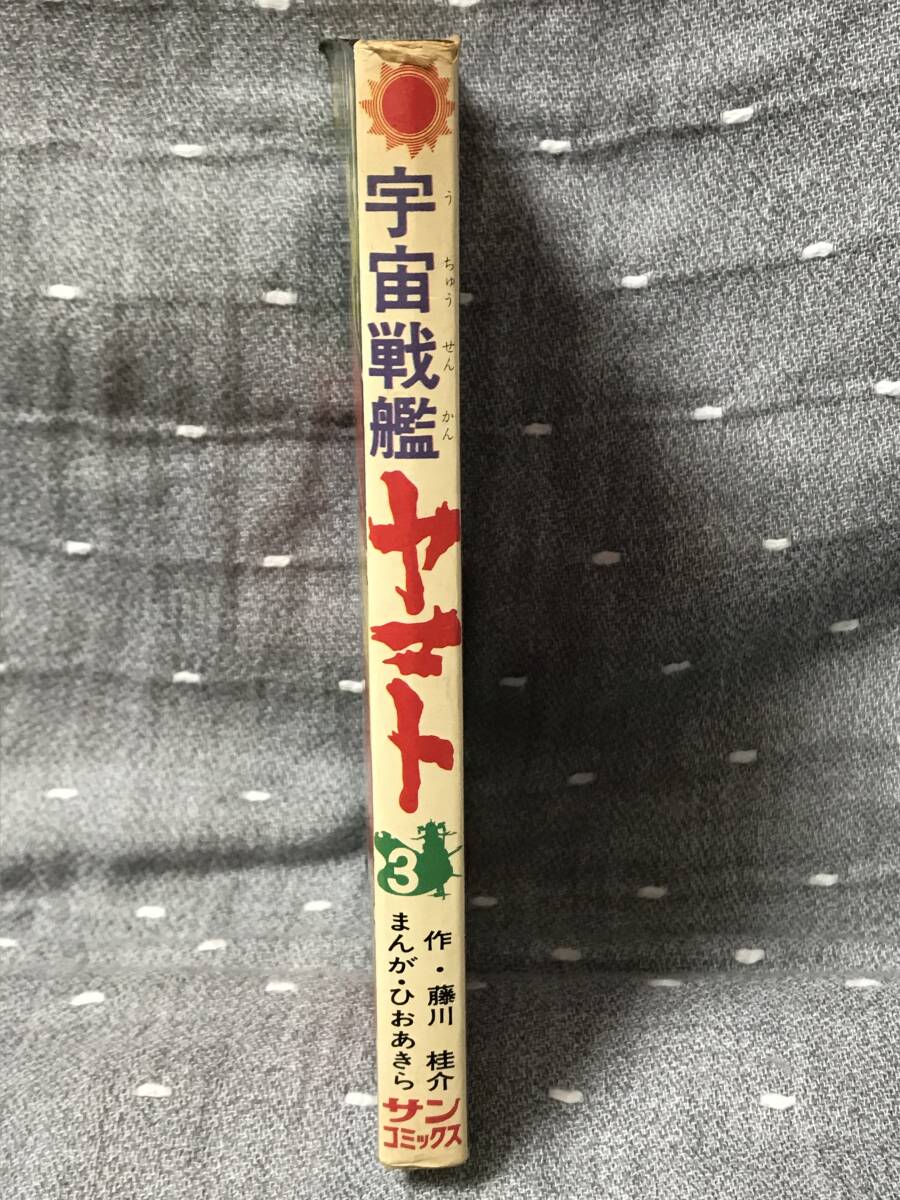 宇宙戦艦
う ちゅう せん かん
ヤマト
3
作・藤川 桂介
まんが・ひおあきら
サン
コミックス